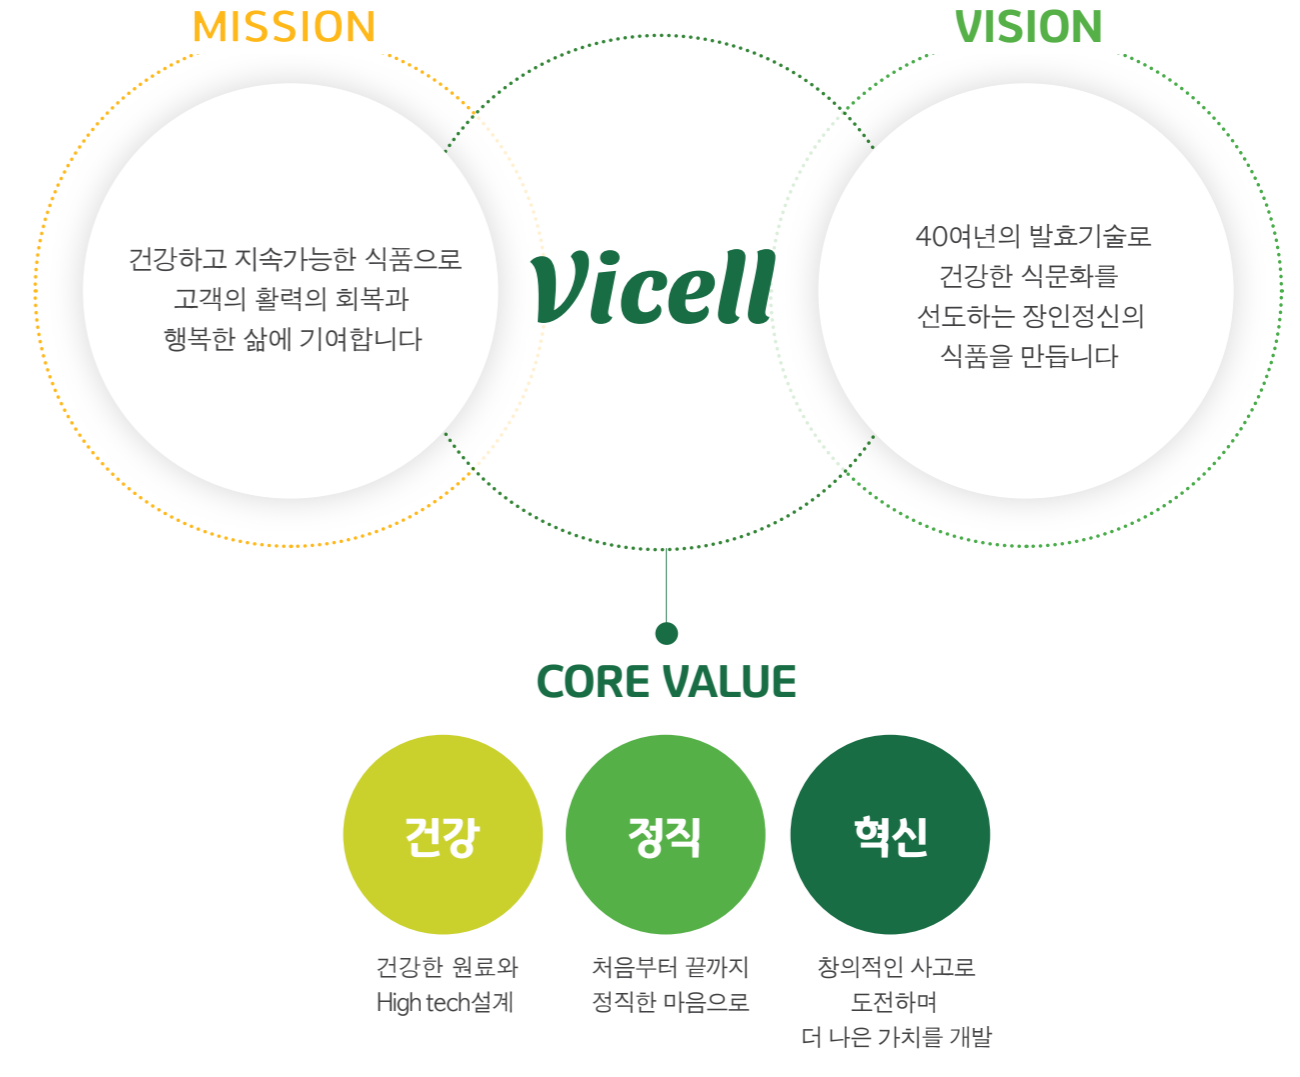 MISSION
건강하고 지속가능한 식품으로
고객의 활력의 회복과
행복한 삶에 기여합니다
Vicell
VISION
40여년의 발효기술로
건강한 식문화를
선도하는 장인정신의
식품을 만듭니다
CORE VALUE
건강
건강한 원료와
High tech설계
정직
처음부터 끝까지
정직한 마음으로
혁신
창의적인 사고로
도전하며
더 나은 가치를 개발